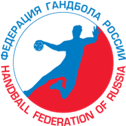 ФЕДЕРАЦИЯ ГАНДБОЛА РОССИИ
HANDBALL FEDERATION OF RUSSIA